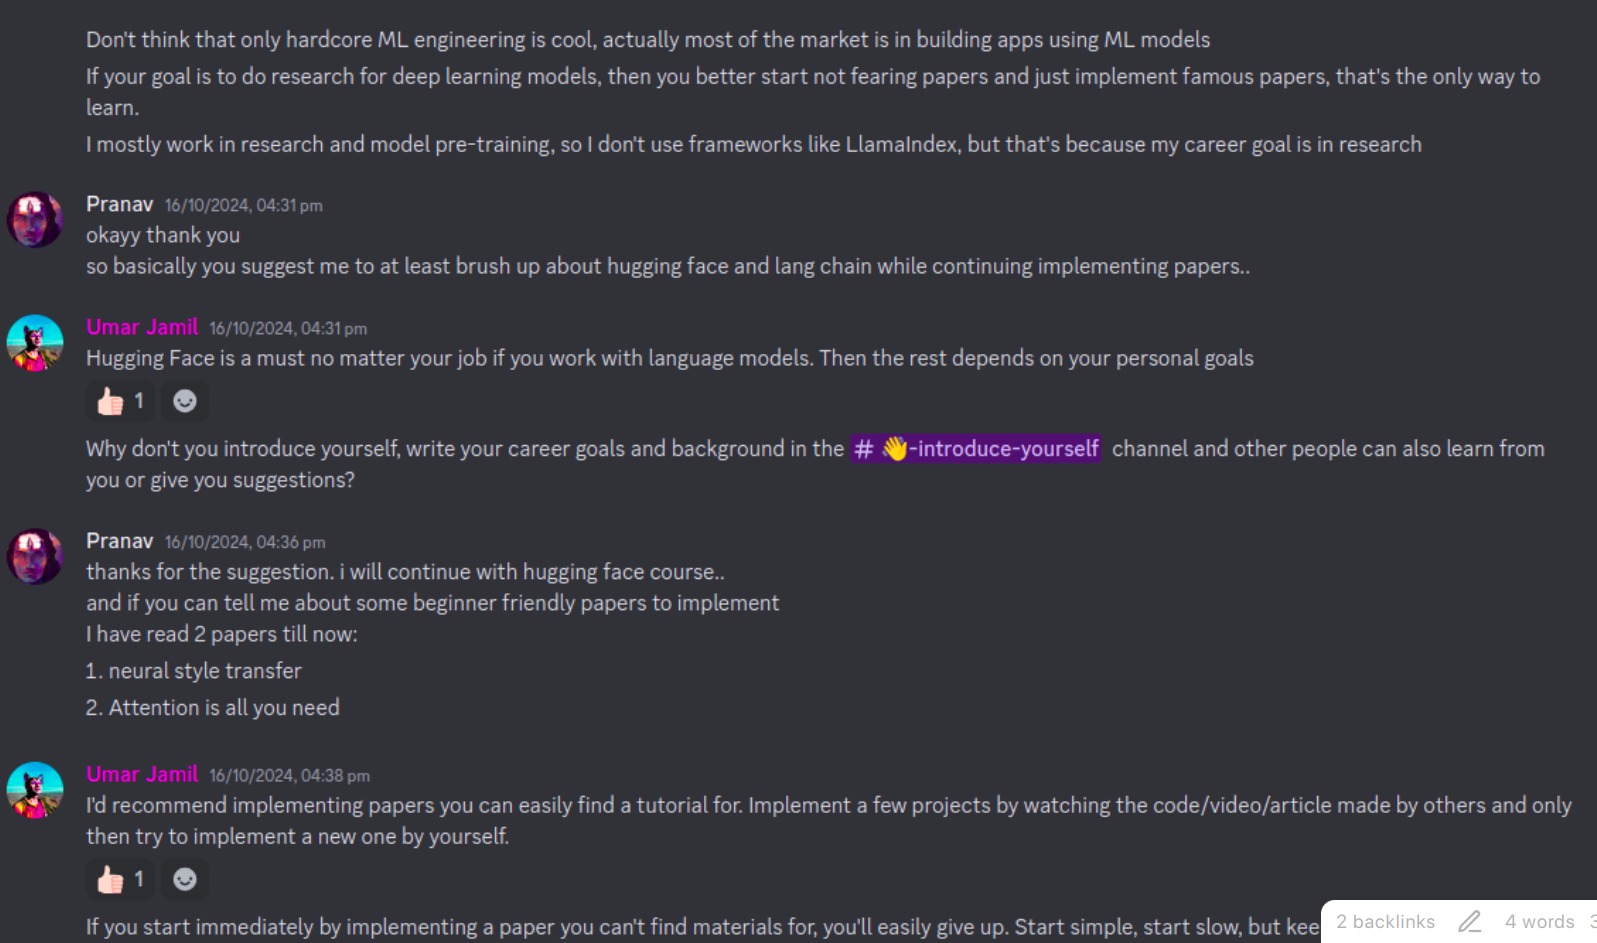 Don't think that only hardcore ML engineering is cool, actually most of the market is in building apps using ML models
If your goal is to do research for deep learning models, then you better start not fearing papers and just implement famous papers, that's the only way to
learn.
I mostly work in research and model pre-training, so I don't use frameworks like LlamaIndex, but that's because my career goal is in research
Pranav 16/10/2024, 04:31 pm
okayy thank you
so basically you suggest me to at least brush up about hugging face and lang chain while continuing implementing papers..
Umar Jamil 16/10/2024, 04:31 pm
Hugging Face is a must no matter your job if you work with language models. Then the rest depends on your personal goals
👍🏻 1
Why don't you introduce yourself, write your career goals and background in the # 👋-introduce-yourself channel and other people can also learn from
you or give you suggestions?
Pranav 16/10/2024, 04:36 pm
thanks for the suggestion. i will continue with hugging face course..
and if you can tell me about some beginner friendly papers to implement
I have read 2 papers till now:
1. neural style transfer
2. Attention is all you need
Umar Jamil 16/10/2024, 04:38 pm
I'd recommend implementing papers you can easily find a tutorial for. Implement a few projects by watching the code/video/article made by others and only
then try to implement a new one by yourself.
👍🏻 1
If you start immediately by implementing a paper you can't find materials for, you'll easily give up. Start simple, start slow, but kee
2 backlinks 4 words